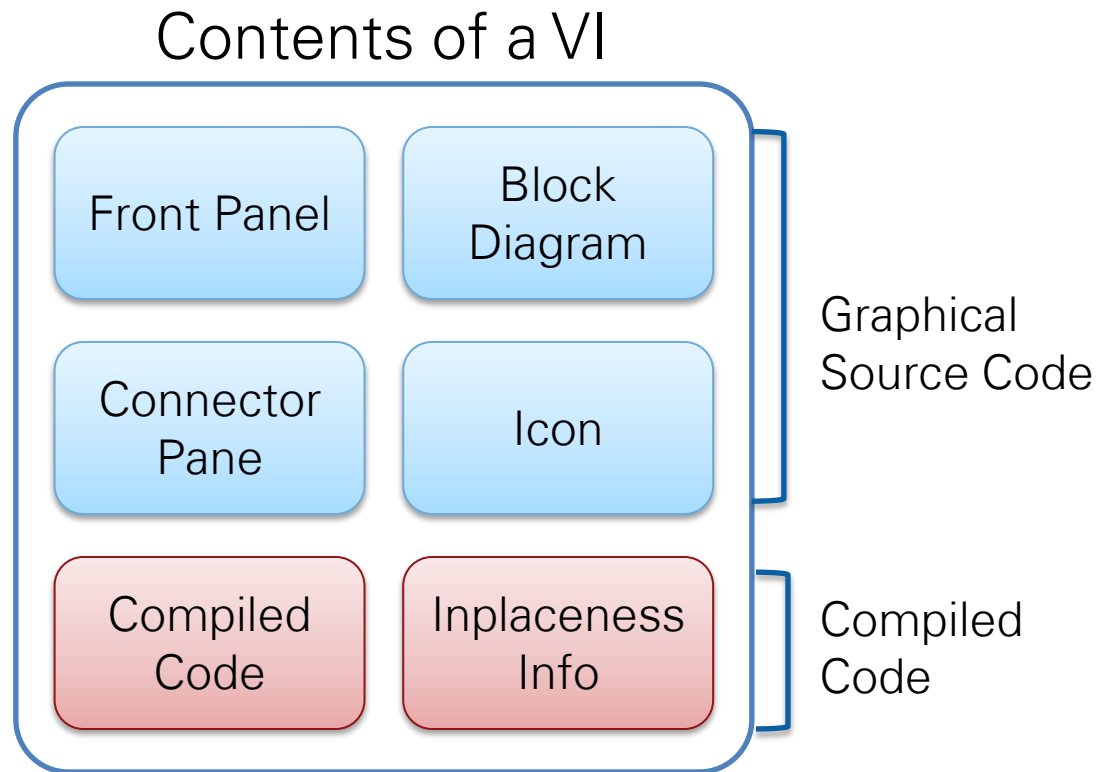 Contents of a VI
Front Panel
Block
Diagram
Connector
Pane
Icon
Graphical
Source Code
Compiled
Code
Inplaceness
Info
Compiled
Code